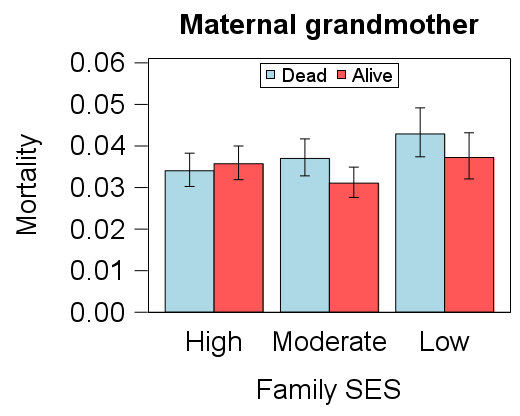 Maternal grandmother
Dead Alive
Mortality
0.06
0.05
0.04
0.03
0.02
0.01
0.00
High Moderate Low
Family SES